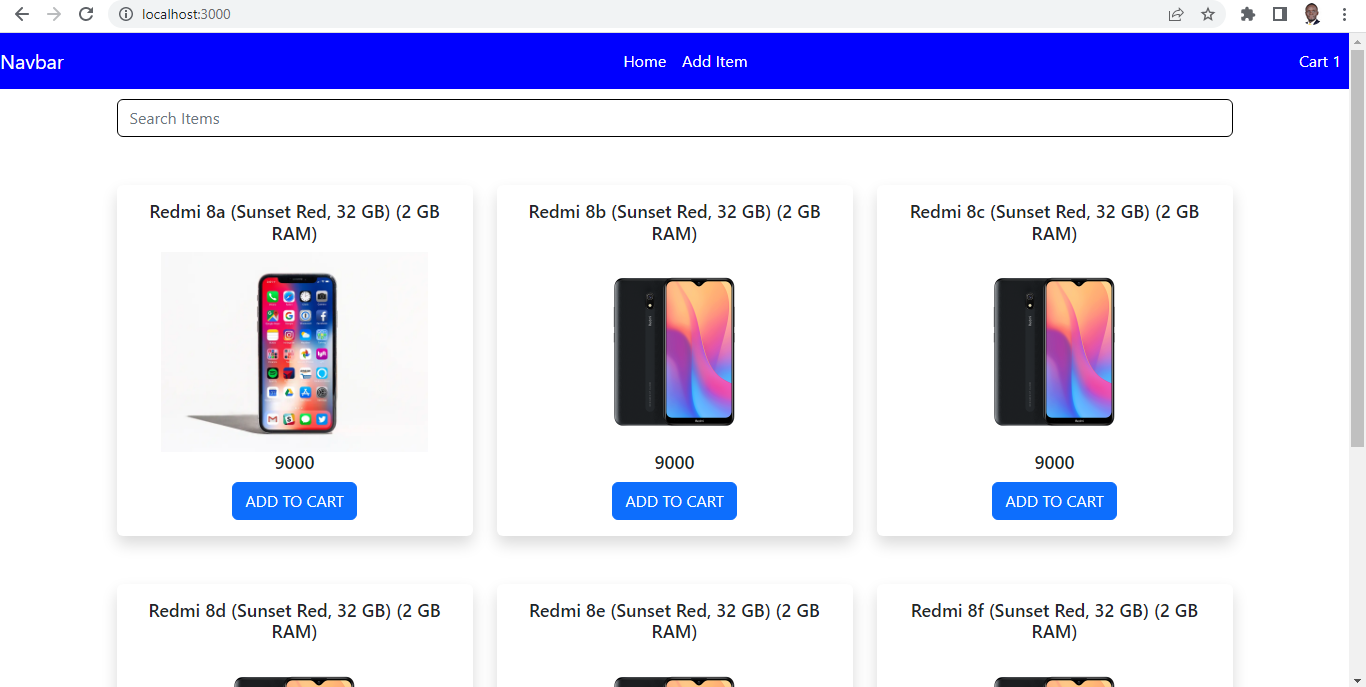 localhost:3000
Navbar
Home Add Item
Cart 1
Search Items
Redmi 8a (Sunset Red, 32 GB) (2 GB
RAM)
9000
ADD TO CART
Redmi 8b (Sunset Red, 32 GB) (2 GB
RAM)
9000
ADD TO CART
Redmi 8c (Sunset Red, 32 GB) (2 GB
RAM)
9000
ADD TO CART
Redmi 8d (Sunset Red, 32 GB) (2 GB
RAM)
Redmi 8e (Sunset Red, 32 GB) (2 GB
RAM)
Redmi 8f (Sunset Red, 32 GB) (2 GB
RAM)